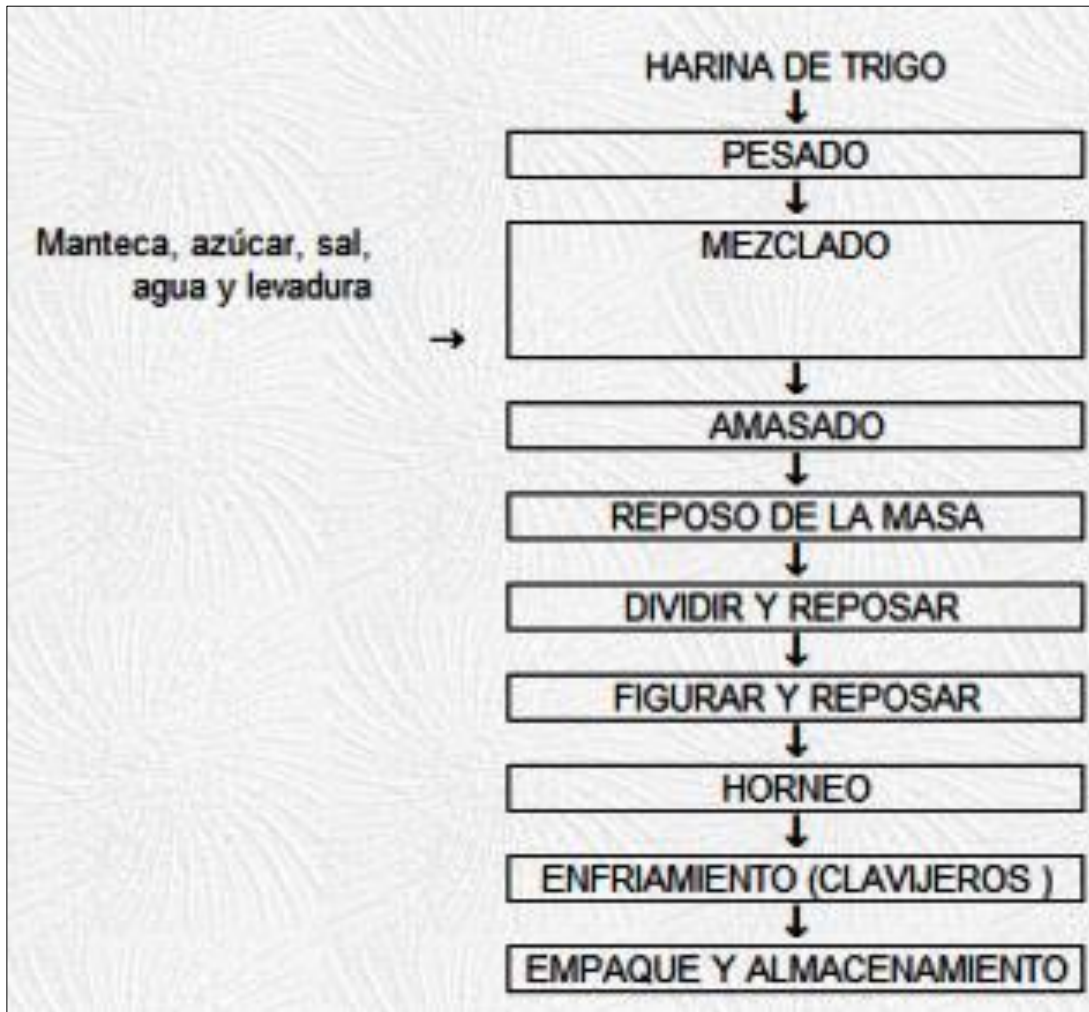 HARINA DE TRIGO
↓
PESADO
↓
Manteca, azúcar, sal,
agua y levadura
→
MEZCLADO
↓
AMASADO
↓
REPOSO DE LA MASA
↓
DIVIDIR Y REPOSAR
↓
FIGURAR Y REPOSAR
↓
HORNEO
↓
ENFRIAMIENTO (CLAVIJEROS )
↓
EMPAQUE Y ALMACENAMIENTO